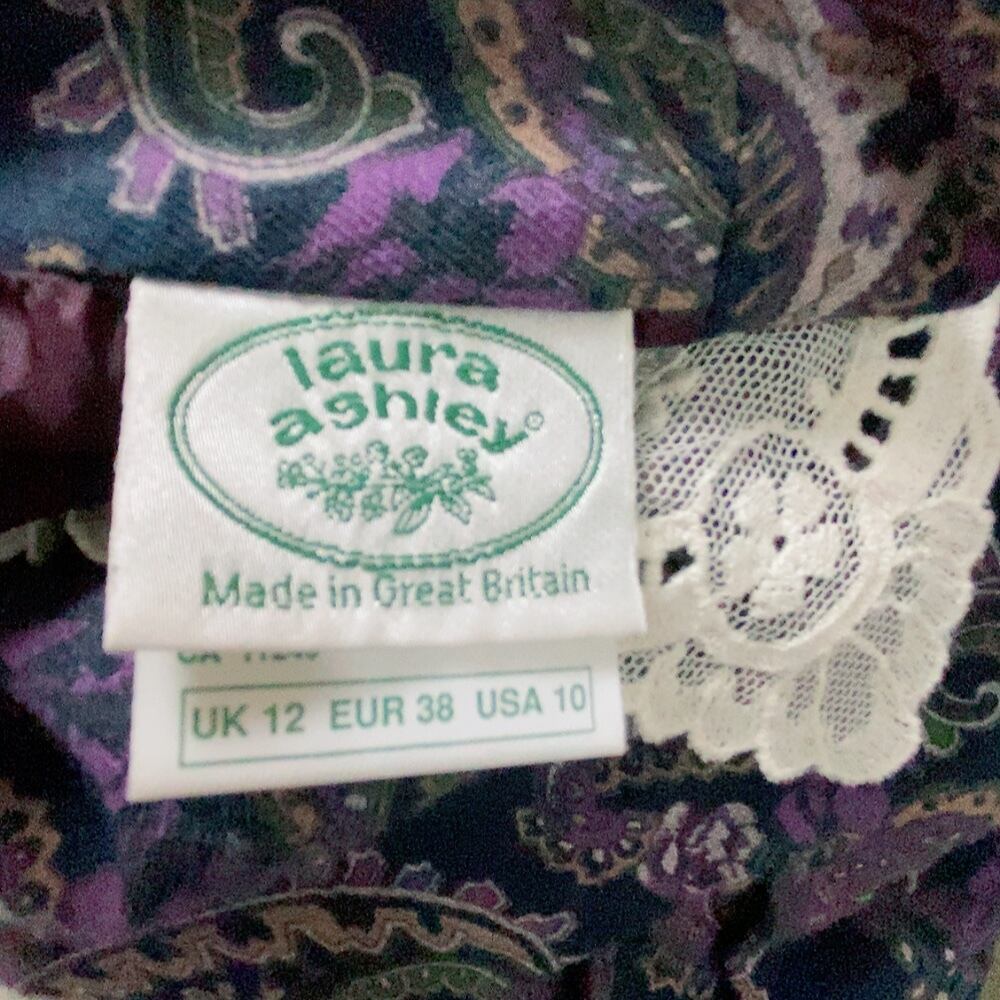 laura
ashley®
Made in Great Britain
UK 12 EUR 38 USA 10